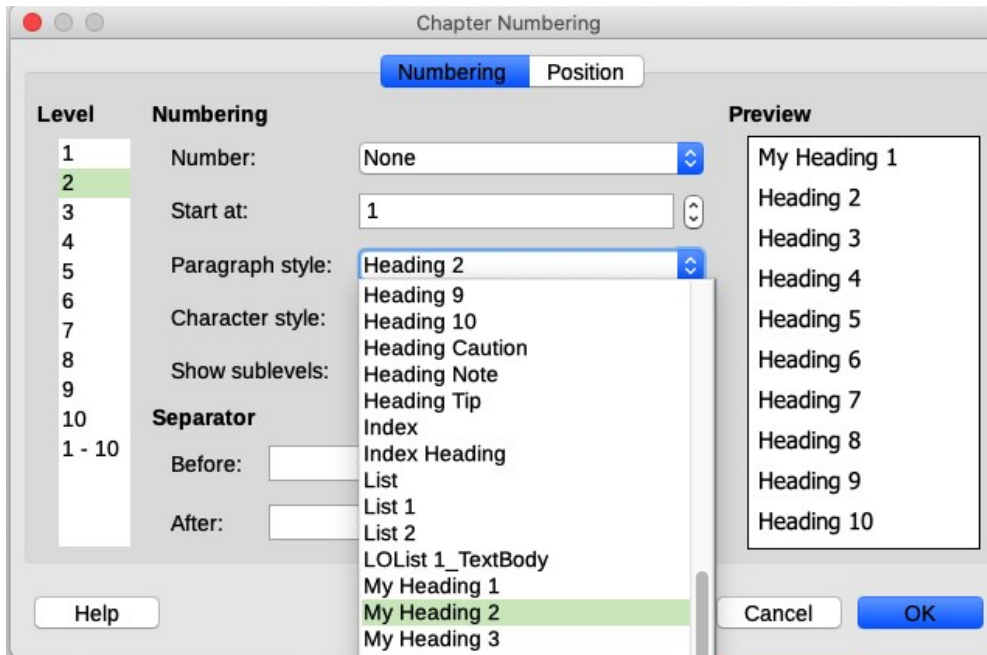 Chapter Numbering
Numbering
Position
Level
1
2
3
4
5
6
7
8
9
10
1 - 10
Numbering
Number:
None
Start at:
1
Paragraph style:
Heading 2
Heading 9
Heading 10
Heading Caution
Heading Note
Heading Tip
Index
Index Heading
List
List 1
List 2
LOList 1_TextBody
My Heading 1
My Heading 2
My Heading 3
Character style:
Show sublevels:
Separator
Before:
After:
Preview
My Heading 1
Heading 2
Heading 3
Heading 4
Heading 5
Heading 6
Heading 7
Heading 8
Heading 9
Heading 10
Help
Cancel
OK